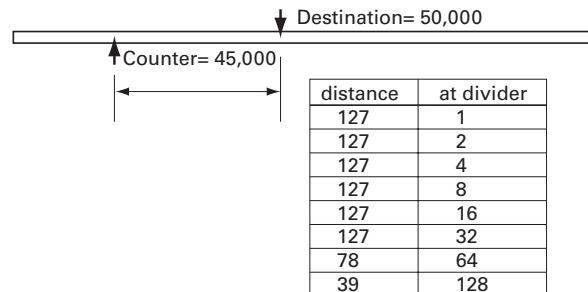 Destination= 50,000
Counter= 45,000
distance at divider
127 1
127 2
127 4
127 8
127 16
127 32
78 64
39 128